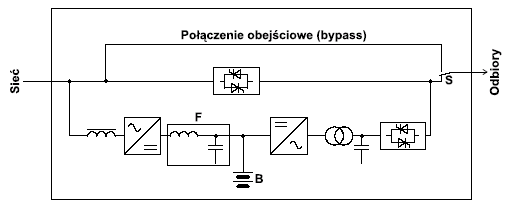 Połączenie obejściowe (bypass)
Sieć
Odbiory
S
F
B